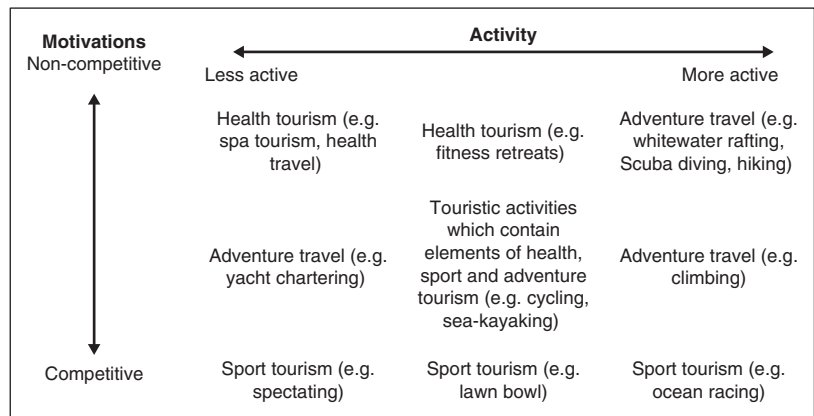 Motivations
Non-competitive
Activity
Less active
More active
Health tourism (e.g.
spa tourism, health
travel)
Health tourism (e.g.
fitness retreats)
Adventure travel (e.g.
whitewater rafting,
Scuba diving, hiking)
Adventure travel (e.g.
yacht chartering)
Touristic activities
which contain
elements of health,
sport and adventure
tourism (e.g. cycling,
sea-kayaking)
Adventure travel (e.g.
climbing)
Competitive
Sport tourism (e.g.
spectating)
Sport tourism (e.g.
lawn bowl)
Sport tourism (e.g.
ocean racing)